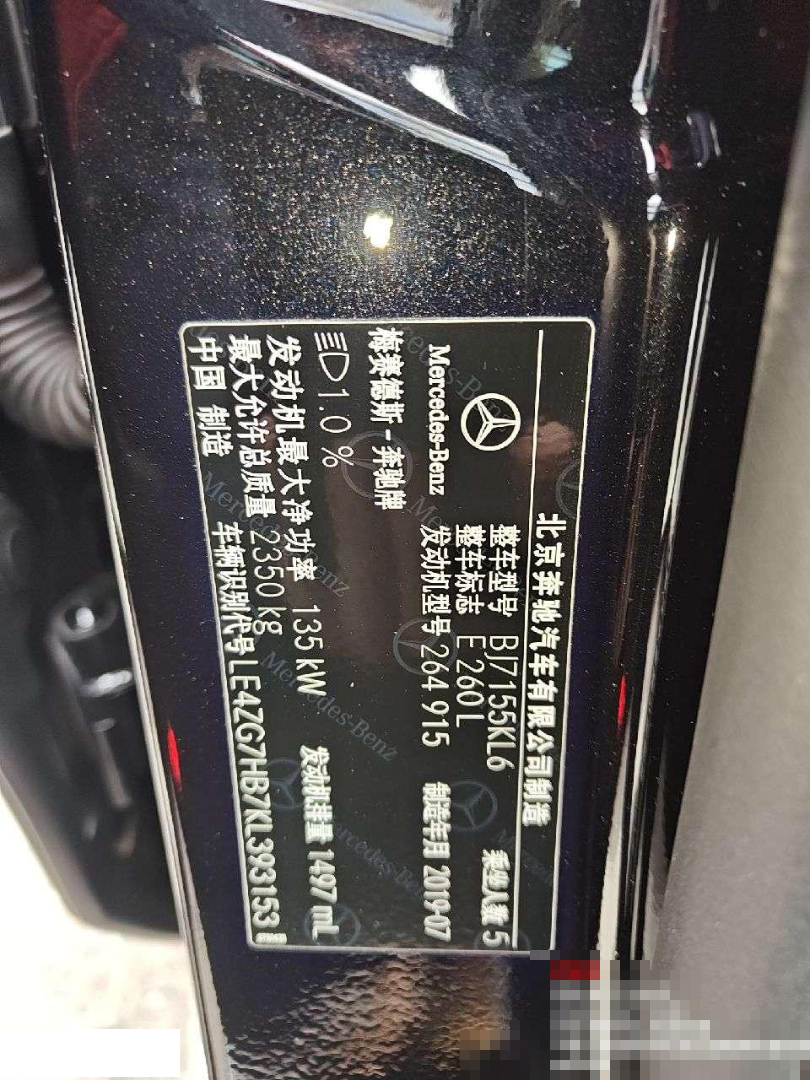 北京奔驰汽车有限公司制造
Mercedes-Benz
整车型号 BJ7155KL6 乘坐人数 5
整车标志 E 260 L
发动机型号 264 915 制造年月 2019-07
梅赛德斯-奔驰牌
1.0 %
发动机最大净功率 135 kW 发动机排量 1497 mL
最大允许总质量 2350 kg
中国 制造 车辆识别代号 LE4ZG7HB7KL393153